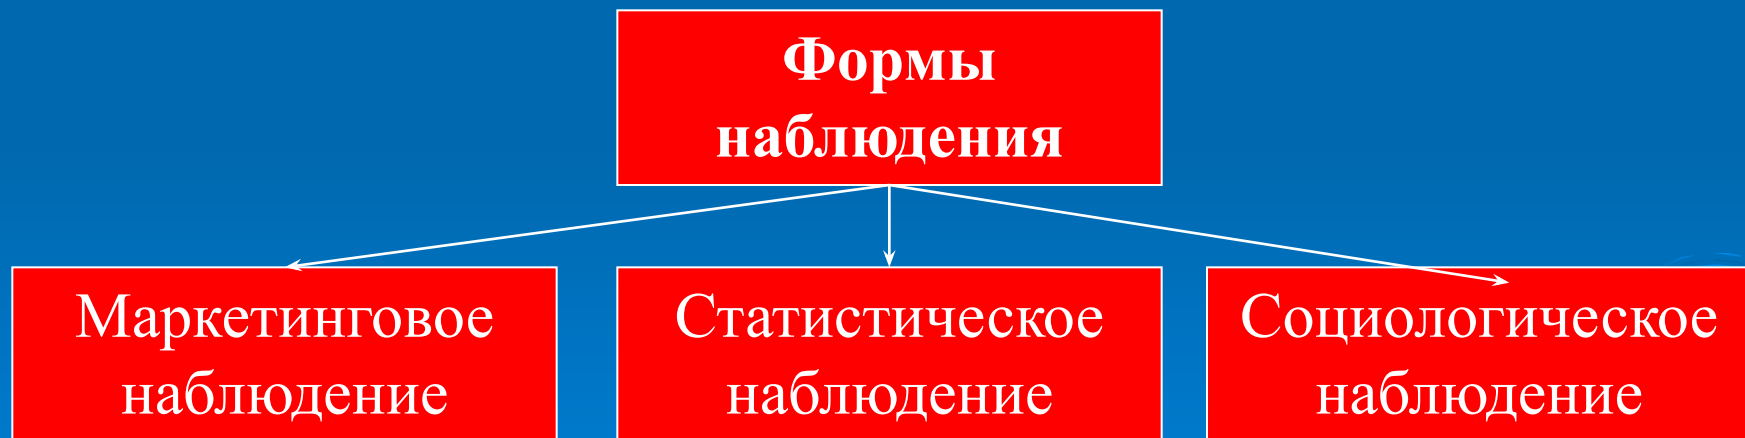 Формы
наблюдения
Маркетинговое
наблюдение
Статистическое
наблюдение
Социологическое
наблюдение